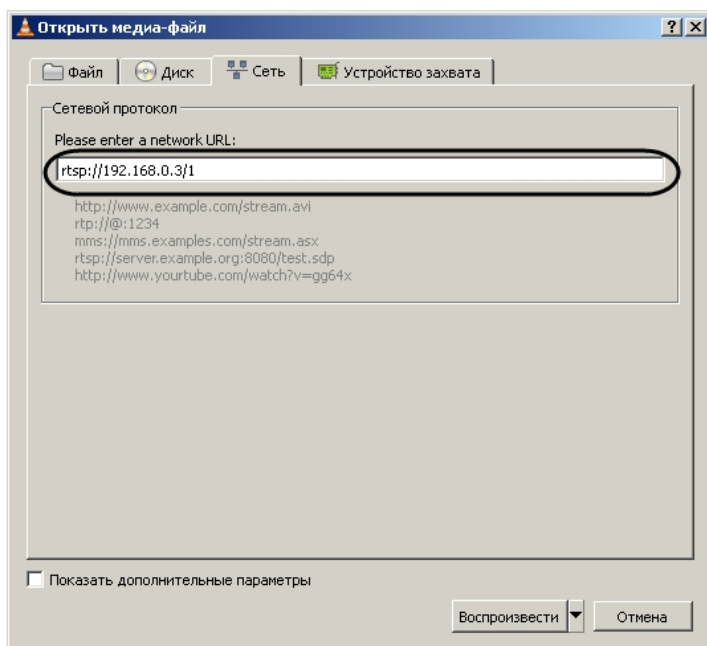 Открыть медиа-файл
Файл Диск Сеть Устройство захвата
Сетевой протокол
Please enter a network URL:
rtsp://192.168.0.3/1
http://www.example.com/stream.avi
rtp://@:1234
mms://mms.examples.com/stream.asx
rtsp://server.example.org:8080/test.sdp
http://www.yourtube.com/watch?v=gg64x
Показать дополнительные параметры
Воспроизвести Отмена